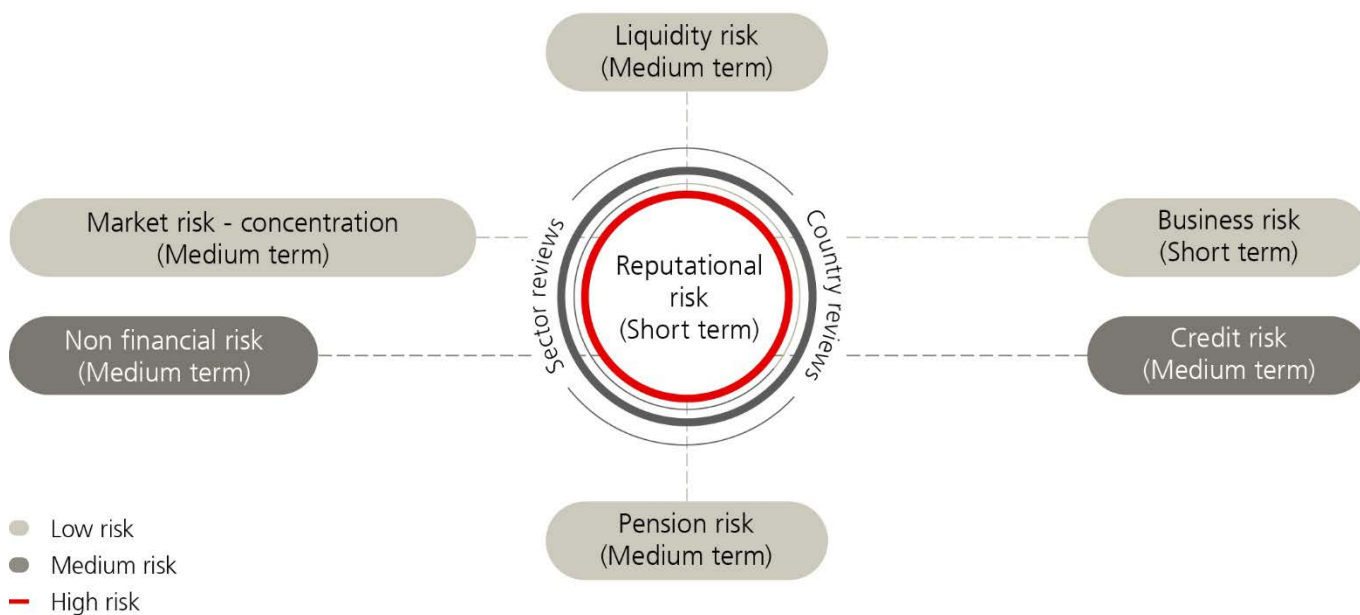 Liquidity risk
(Medium term)
Market risk - concentration
(Medium term)
Business risk
(Short term)
Sector reviews
Reputational
risk
(Short term)
Country reviews
Non financial risk
(Medium term)
Credit risk
(Medium term)
Pension risk
(Medium term)
Low risk
Medium risk
High risk